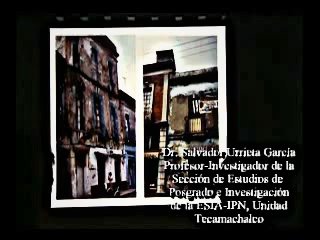 Dr. Salvador Urrieta García
Profesor-Investigador de la
Sección de Estudios de
Posgrado e Investigación
de la ESIA-IPN, Unidad
Tecamachalco